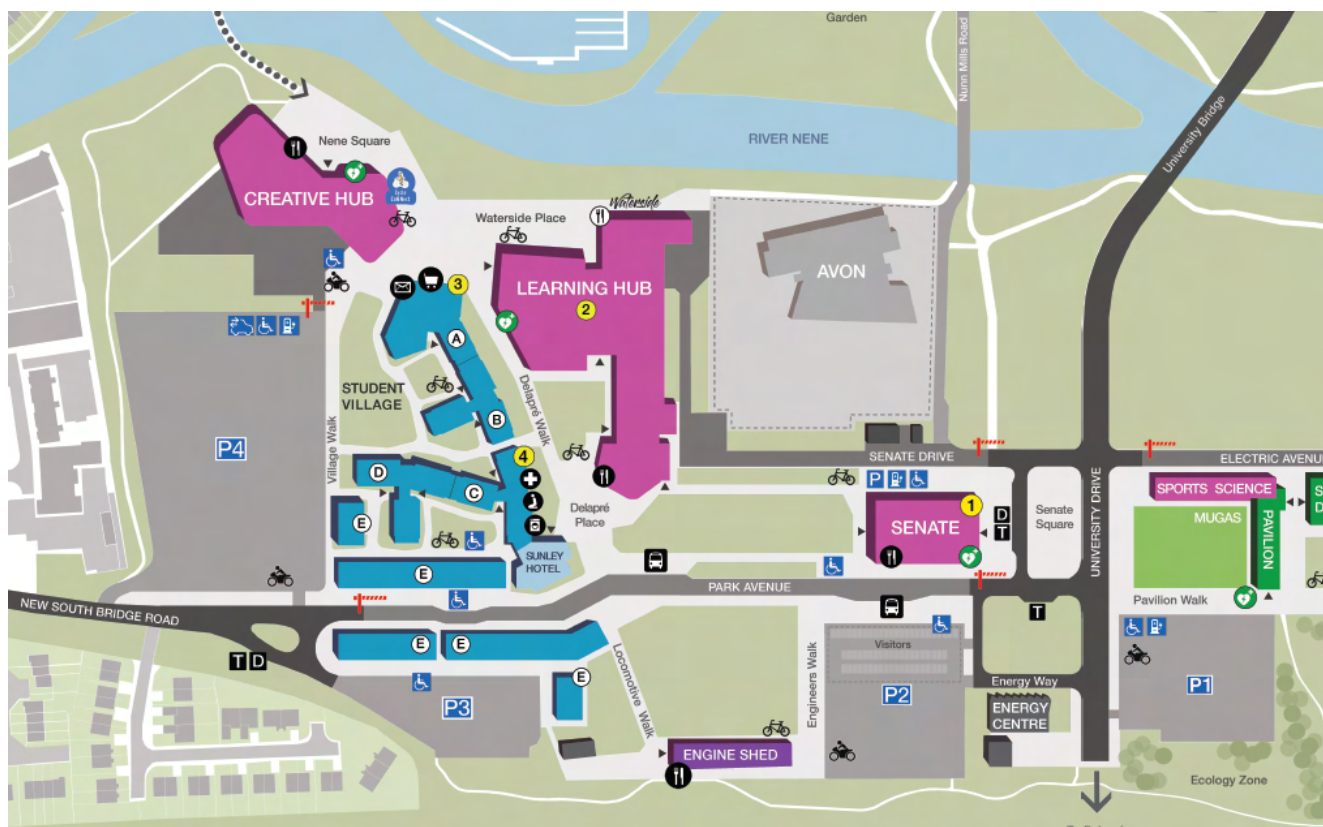 Garden
Nunn Mills Road
University Bridge
RIVER NENE
Nene Square
CREATIVE HUB
Waterside Place
Waterside
LEARNING HUB
2
AVON
3
A
STUDENT
VILLAGE
B
Delapré Walk
Village Walk
P4
4
D
C
E
Delapré
Place
SUNLEY
HOTEL
E
SENATE DRIVE
ELECTRIC AVENU
P
1
SENATE
D
T
Senate
Square
UNIVERSITY DRIVE
SPORTS SCIENCE
MUGAS
PAVILION
S
D
Pavilion Walk
PARK AVENUE
T
NEW SOUTH BRIDGE ROAD
T D
E
E
E
Locomotive Walk
Engineers Walk
Visitors
P3
P2
P1
Energy Way
ENERGY
CENTRE
ENGINE SHED
Ecology Zone